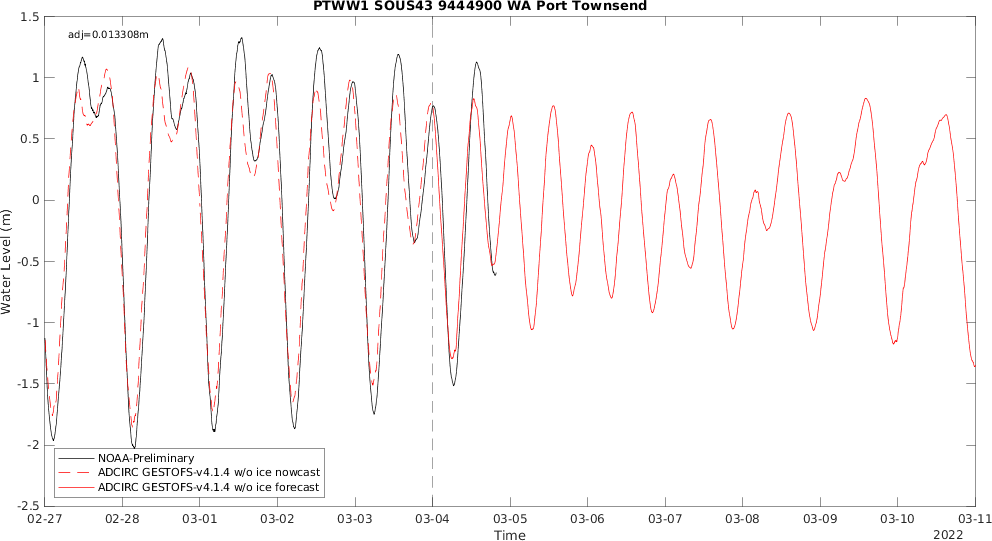 PTWW1 SOUS43 9444900 WA Port Townsend
adj=0.013308m
1.5
1
0.5
0
-0.5
-1
-1.5
-2
-2.5
Water Level (m)
NOAA-Preliminary
ADCIRC GESTOFS-v4.1.4 w/o ice nowcast
ADCIRC GESTOFS-v4.1.4 w/o ice forecast
02-27 02-28 03-01 03-02 03-03 03-04 03-05 03-06 03-07 03-08 03-09 03-10 03-11
Time
2022